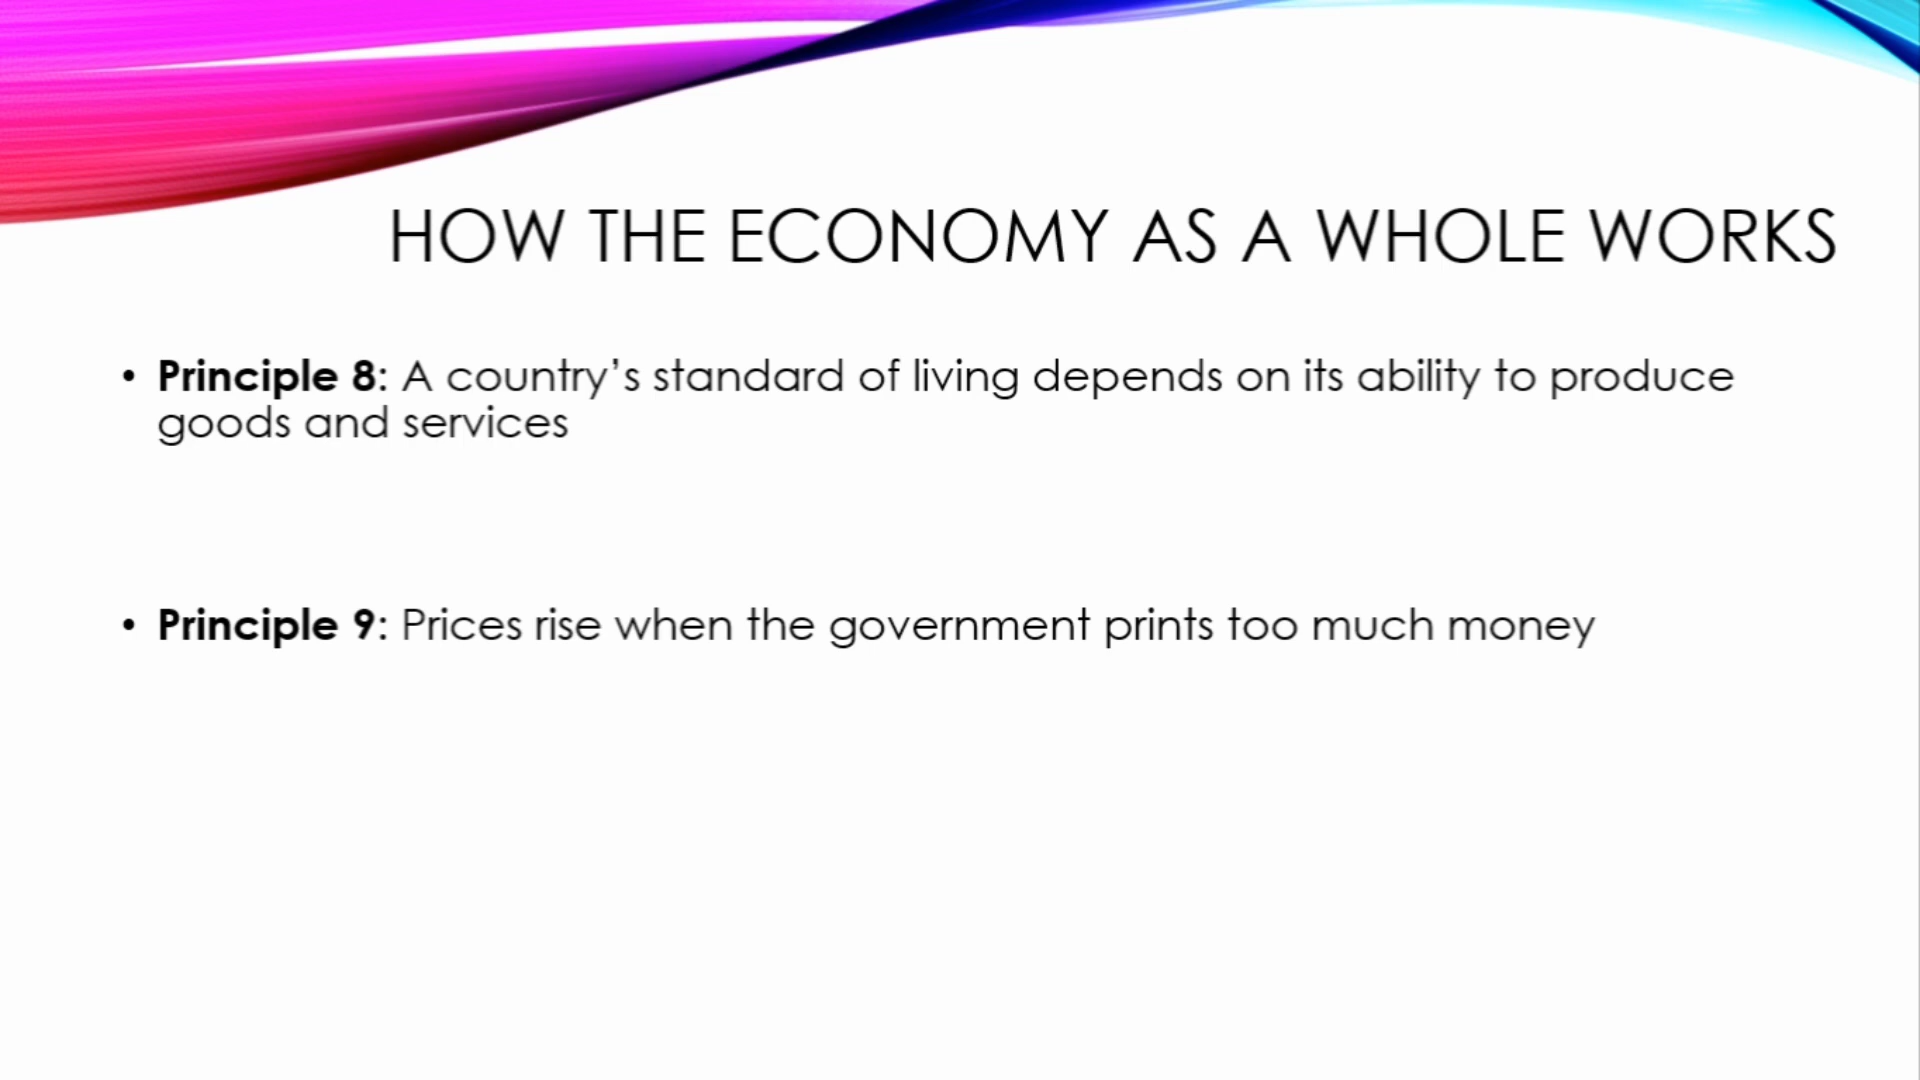 HOW THE ECONOMY AS A WHOLE WORKS
• Principle 8: A country’s standard of living depends on its ability to produce
goods and services
• Principle 9: Prices rise when the government prints too much money